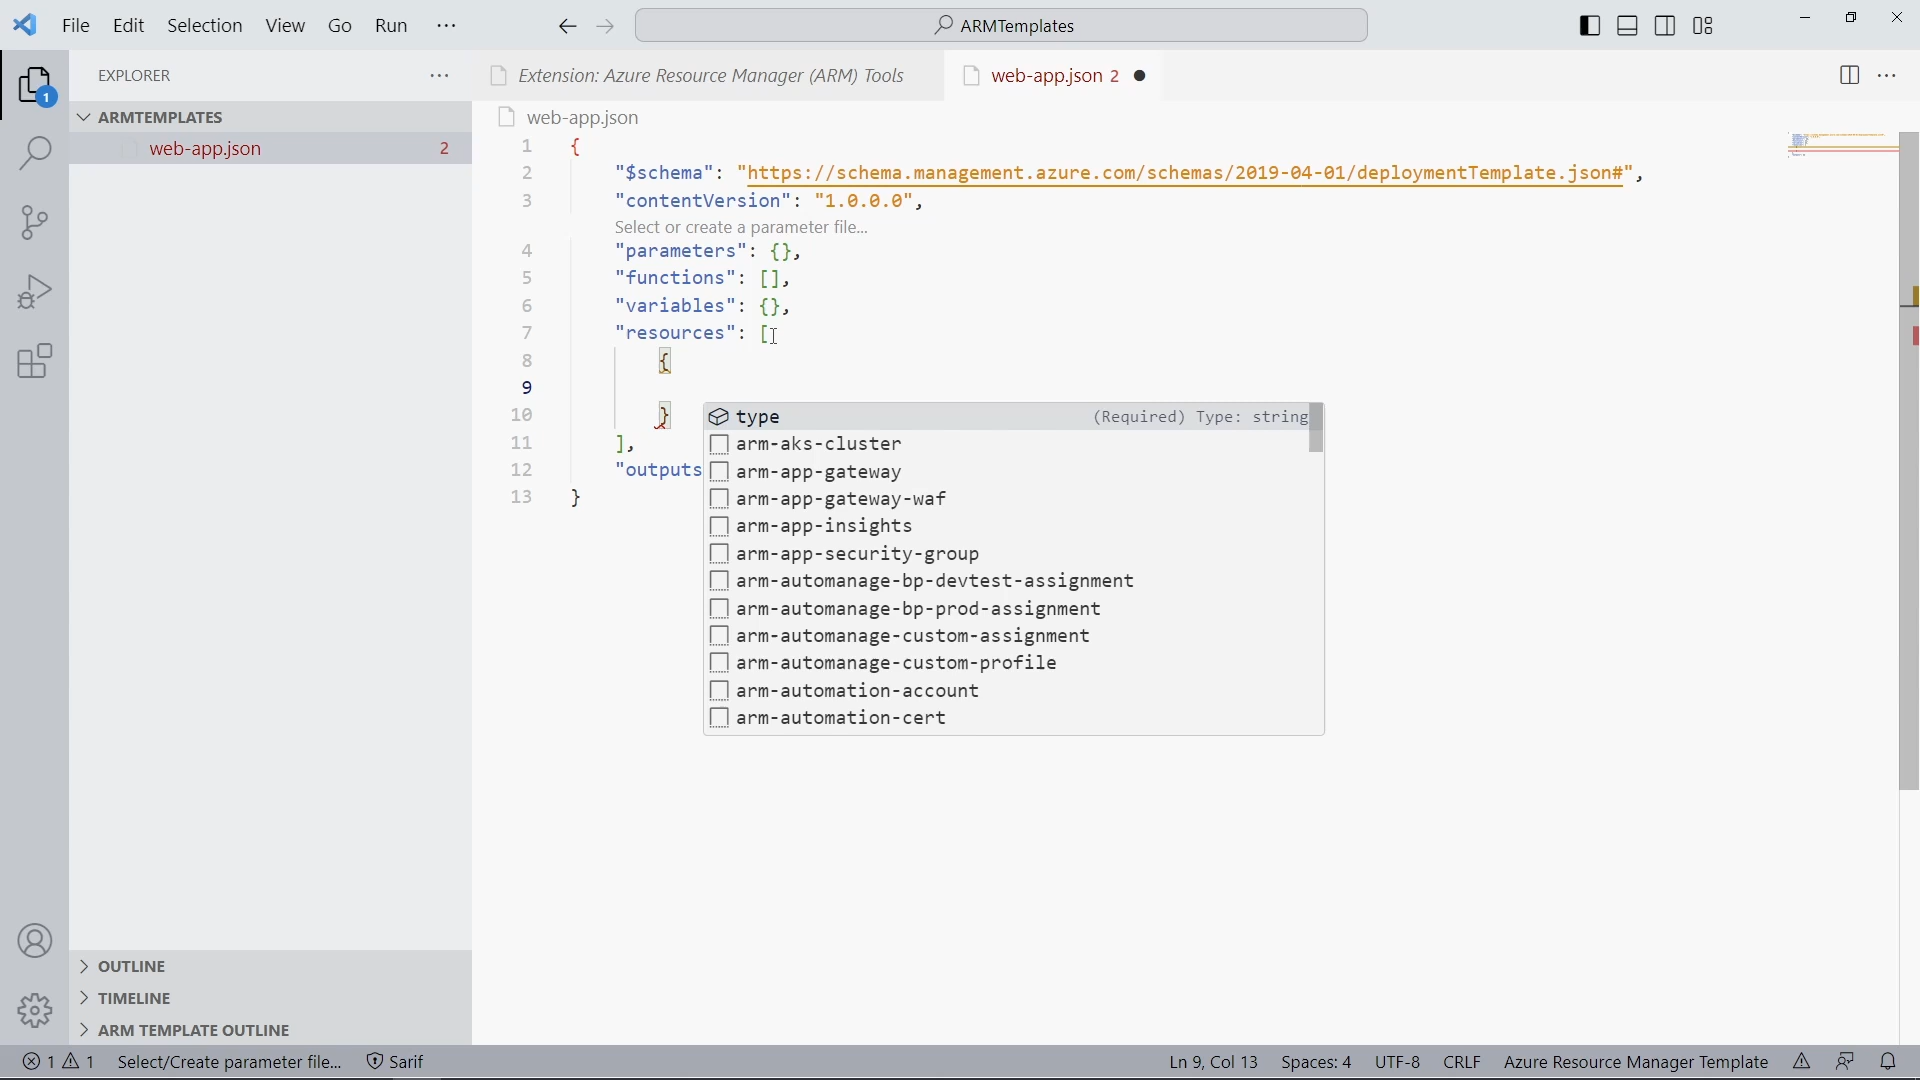 File Edit Selection View Go Run ···
ARMTemplates
EXPLORER ···
Extension: Azure Resource Manager (ARM) Tools
web-app.json 2
ARMTEMPLATES
web-app.json 2
web-app.json
1 {
2 "$schema": "https://schema.management.azure.com/schemas/2019-04-01/deploymentTemplate.json#",
3 "contentVersion": "1.0.0.0",
Select or create a parameter file...
4 "parameters": {},
5 "functions": [],
6 "variables": {},
7 "resources": [
8 {
9
10 }
11 ],
12 "outputs
13 }
type (Required) Type: string
arm-aks-cluster
arm-app-gateway
arm-app-gateway-waf
arm-app-insights
arm-app-security-group
arm-automanage-bp-devtest-assignment
arm-automanage-bp-prod-assignment
arm-automanage-custom-assignment
arm-automanage-custom-profile
arm-automation-account
arm-automation-cert
1
OUTLINE
TIMELINE
ARM TEMPLATE OUTLINE
1 1 Select/Create parameter file... Sarif
Ln 9, Col 13 Spaces: 4 UTF-8 CRLF Azure Resource Manager Template